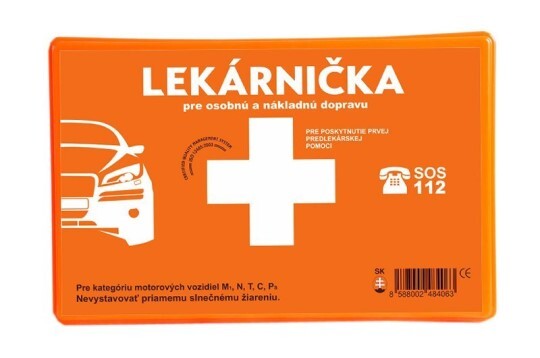 LEKÁRNIČKA
pre osobnú a nákladnú dopravu
PRE POSKYTNUTIE PRVEJ
PREDLEKÁRSKEJ
POMOCI
SOS
112
Pre kategóriu motorových vozidiel M₁, N, T, C, Pₛ
Nevystavovať priamemu slnečnému žiareniu.
SK
CE
8 588002 484063